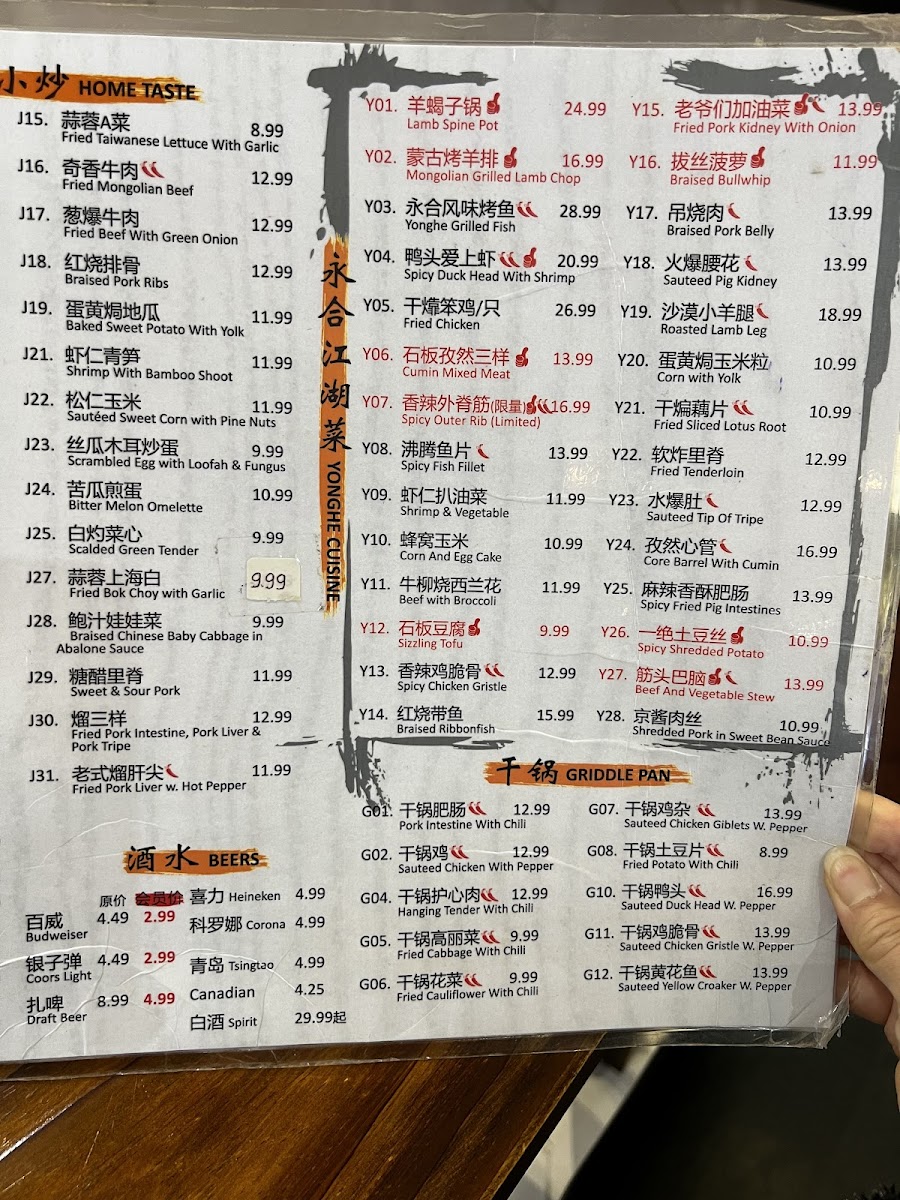 小炒 HOME TASTE
J15. 蒜蓉A菜 8.99
Fried Taiwanese Lettuce With Garlic
J16. 奇香牛肉 12.99
Fried Mongolian Beef
J17. 葱爆牛肉 12.99
Fried Beef With Green Onion
J18. 红烧排骨 12.99
Braised Pork Ribs
J19. 蛋黄焗地瓜 11.99
Baked Sweet Potato With Yolk
J21. 虾仁青笋 11.99
Shrimp With Bamboo Shoot
J22. 松仁玉米 11.99
Sautéed Sweet Corn with Pine Nuts
J23. 丝瓜木耳炒蛋 9.99
Scrambled Egg with Loofah & Fungus
J24. 苦瓜煎蛋 10.99
Bitter Melon Omelette
J25. 白灼菜心 9.99
Scalded Green Tender
J27. 蒜蓉上海白 9.99
Fried Bok Choy with Garlic
J28. 鲍汁娃娃菜 9.99
Braised Chinese Baby Cabbage in
Abalone Sauce
J29. 糖醋里脊 11.99
Sweet & Sour Pork
J30. 熘三样 12.99
Fried Pork Intestine, Pork Liver &
Pork Tripe
J31. 老式熘肝尖 11.99
Fried Pork Liver w. Hot Pepper
酒水 BEERS
原价 会员价
百威 4.49 2.99
Budweiser
银子弹 4.49 2.99
Coors Light
扎啤 8.99 4.99
Draft Beer
喜力 Heineken 4.99
科罗娜 Corona 4.99
青岛 Tsingtao 4.99
Canadian 4.25
白酒 Spirit 29.99起
永合江湖菜 YONGHE CUISINE
Y01. 羊蝎子锅 24.99
Lamb Spine Pot
Y02. 蒙古烤羊排 16.99
Mongolian Grilled Lamb Chop
Y03. 永合风味烤鱼 28.99
Yonghe Grilled Fish
Y04. 鸭头爱上虾 20.99
Spicy Duck Head With Shrimp
Y05. 干㸆笨鸡/只 26.99
Fried Chicken
Y06. 石板孜然三样 13.99
Cumin Mixed Meat
Y07. 香辣外脊筋(限量) 16.99
Spicy Outer Rib (Limited)
Y08. 沸腾鱼片 13.99
Spicy Fish Fillet
Y09. 虾仁扒油菜 11.99
Shrimp & Vegetable
Y10. 蜂窝玉米 10.99
Corn And Egg Cake
Y11. 牛柳烧西兰花 11.99
Beef with Broccoli
Y12. 石板豆腐 9.99
Sizzling Tofu
Y13. 香辣鸡脆骨 12.99
Spicy Chicken Gristle
Y14. 红烧带鱼 15.99
Braised Ribbonfish
Y15. 老爷们加油菜 13.99
Fried Pork Kidney With Onion
Y16. 拔丝菠萝 11.99
Braised Bullwhip
Y17. 吊烧肉 13.99
Braised Pork Belly
Y18. 火爆腰花 13.99
Sauteed Pig Kidney
Y19. 沙漠小羊腿 18.99
Roasted Lamb Leg
Y20. 蛋黄焗玉米粒 10.99
Corn with Yolk
Y21. 干煸藕片 10.99
Fried Sliced Lotus Root
Y22. 软炸里脊 12.99
Fried Tenderloin
Y23. 水爆肚 12.99
Sauteed Tip Of Tripe
Y24. 孜然心管 16.99
Core Barrel With Cumin
Y25. 麻辣香酥肥肠 13.99
Spicy Fried Pig Intestines
Y26. 一绝土豆丝 10.99
Spicy Shredded Potato
Y27. 筋头巴脑 13.99
Beef And Vegetable Stew
Y28. 京酱肉丝 10.99
Shredded Pork in Sweet Bean Sauce
干锅 GRIDDLE PAN
G01. 干锅肥肠 12.99
Pork Intestine With Chili
G02. 干锅鸡 12.99
Sauteed Chicken With Pepper
G04. 干锅护心肉 12.99
Hanging Tender With Chili
G05. 干锅高丽菜 9.99
Fried Cabbage With Chili
G06. 干锅花菜 9.99
Fried Cauliflower With Chili
G07. 干锅鸡杂 13.99
Sauteed Chicken Giblets W. Pepper
G08. 干锅土豆片 8.99
Fried Potato With Chili
G10. 干锅鸭头 16.99
Sauteed Duck Head W. Pepper
G11. 干锅鸡脆骨 13.99
Sauteed Chicken Gristle W. Pepper
G12. 干锅黄花鱼 13.99
Sauteed Yellow Croaker W. Pepper